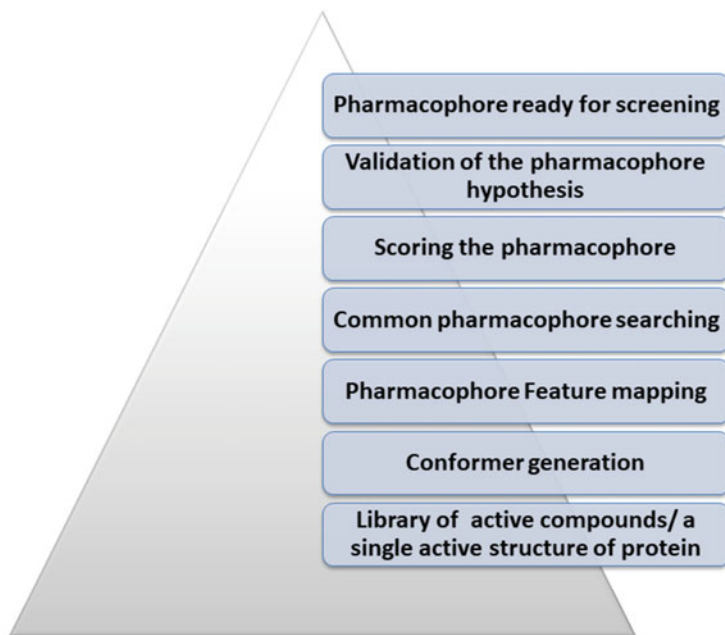 Pharmacophore ready for screening
Validation of the pharmacophore
hypothesis
Scoring the pharmacophore
Common pharmacophore searching
Pharmacophore Feature mapping
Conformer generation
Library of active compounds/ a
single active structure of protein